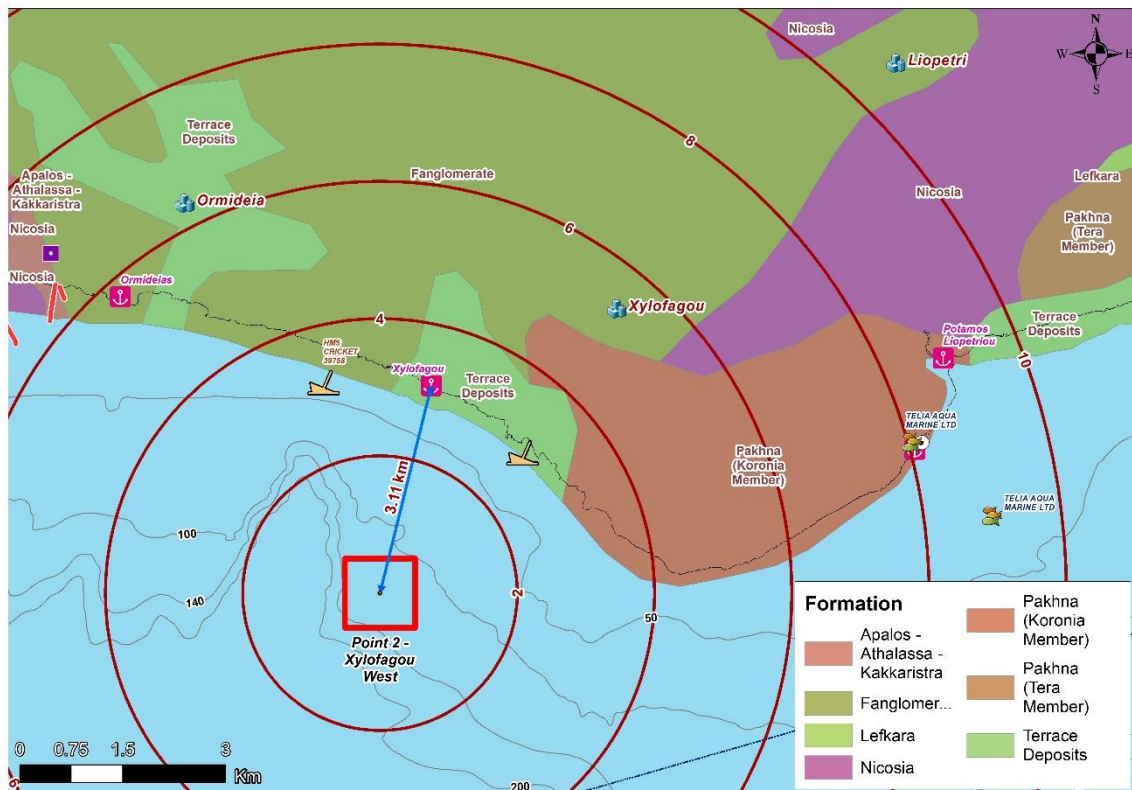 Nicosia
N
W
E
S
Liopetri
8
Terrace
Deposits
Apalos -
Athalassa -
Kakkaristra
Fanglomerate
Lefkara
Ormideia
Nicosia
Pakhna
(Tera
Member)
6
Nicosia
Nicosia
Ormideias
Xylofagou
Terrace
Deposits
4
Potamos
Liopetriou
HMS
CRICKET
39758
Xylofagou
10
Terrace
Deposits
TELIA AQUA
MARINE LTD
Pakhna
(Koronia
Member)
3.11 km
TELIA AQUA
MARINE LTD
100
140
2
50
Point 2 -
Xylofagou
West
200
0 0.75 1.5 3
Km
Formation
Apalos -
Athalassa -
Kakkaristra
Fanglomer...
Lefkara
Nicosia
Pakhna
(Koronia
Member)
Pakhna
(Tera
Member)
Terrace
Deposits